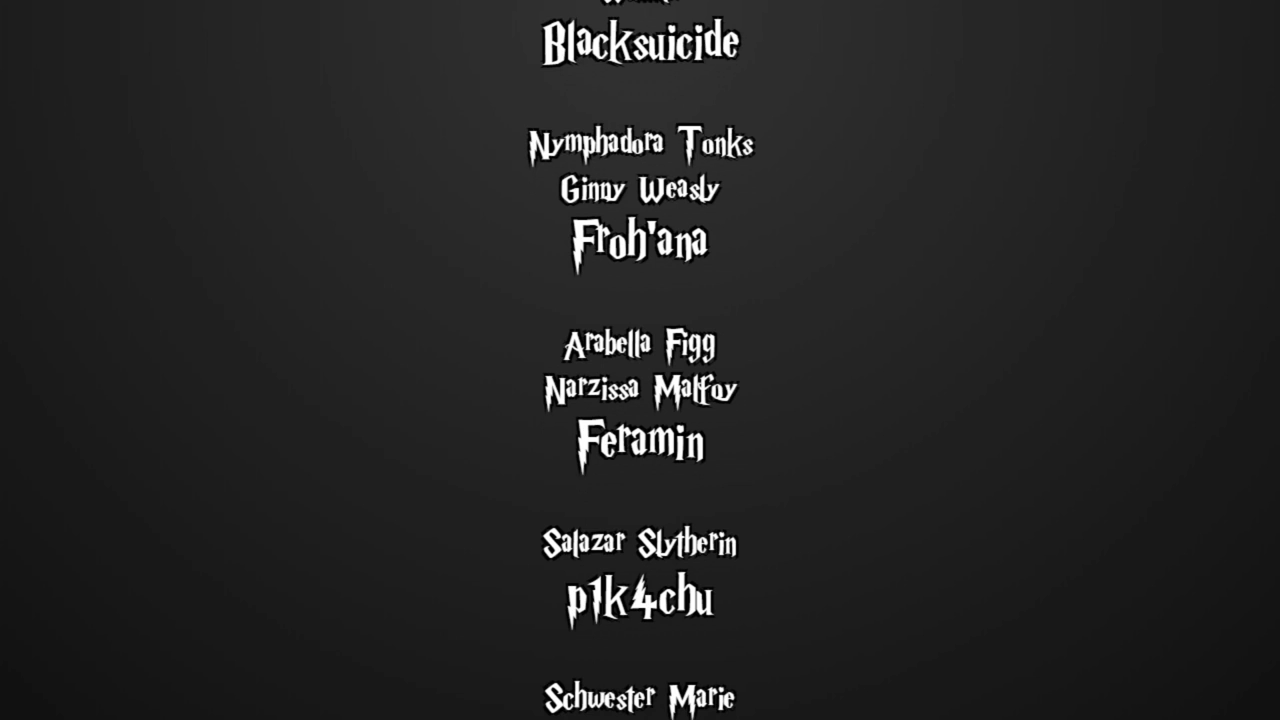 Blacksuicide
Nymphadora Tonks
Ginny Weasly
Froh'ana
Arabella Figg
Narzissa Malfoy
Feramin
Salazar Slytherin
p1k4chu
Schwester Marie